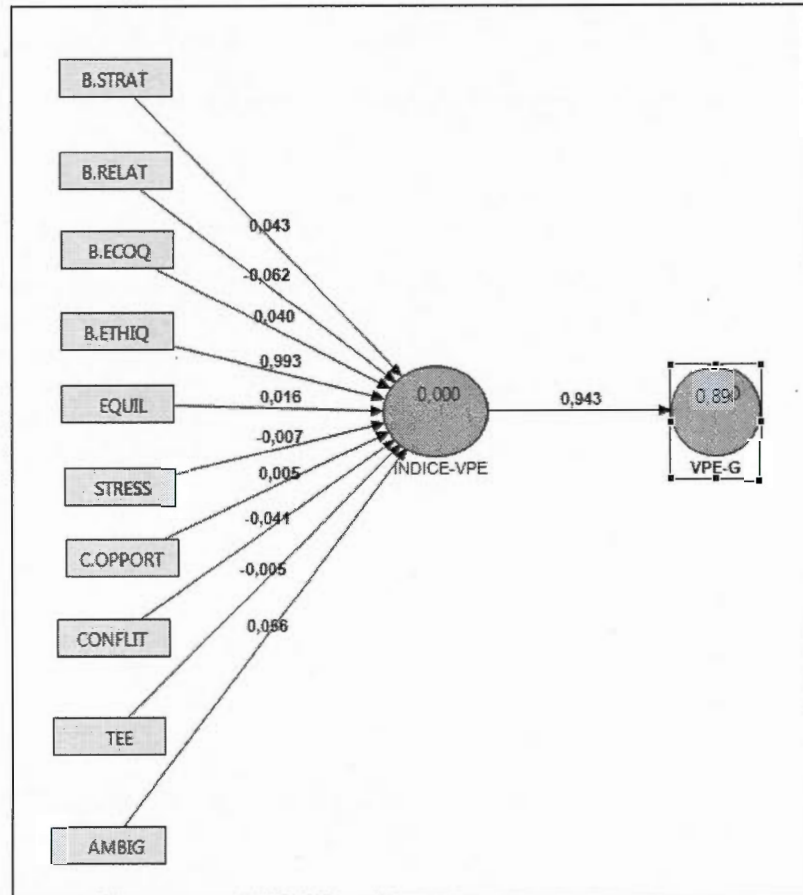 B.STRAT
B.RELAT
0,043
B.ECOQ
-0,062
0,040
B.ETHIQ
0,993
0,000
0,890
EQUIL
0,016
0,943
-0,007
INDICE-VPE
VPE-G
STRESS
0,005
-0,041
C.OPPORT
-0,005
CONFLIT
TEE
AMBIG